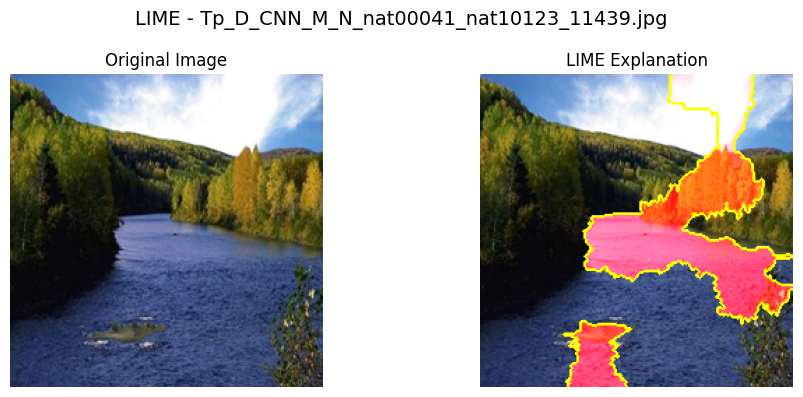 LIME - Tp_D_CNN_M_N_nat00041_nat10123_11439.jpg
Original Image
LIME Explanation